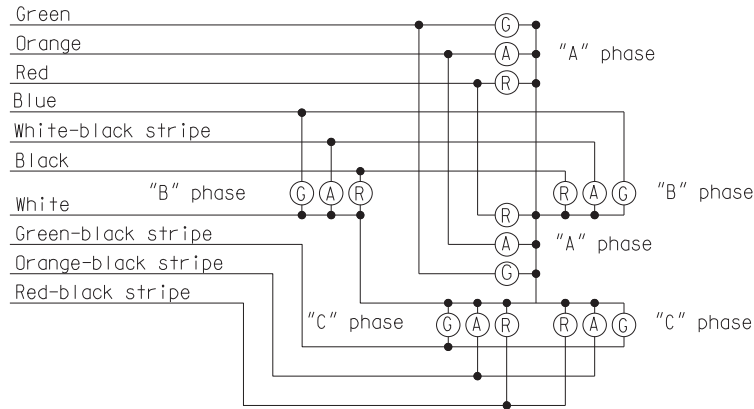 Green
G
Orange
A
"A" phase
Red
R
Blue
White-black stripe
Black
"B" phase
G A R
R A G
"B" phase
White
R
Green-black stripe
A
"A" phase
Orange-black stripe
G
Red-black stripe
"C" phase
G A R
R A G
"C" phase